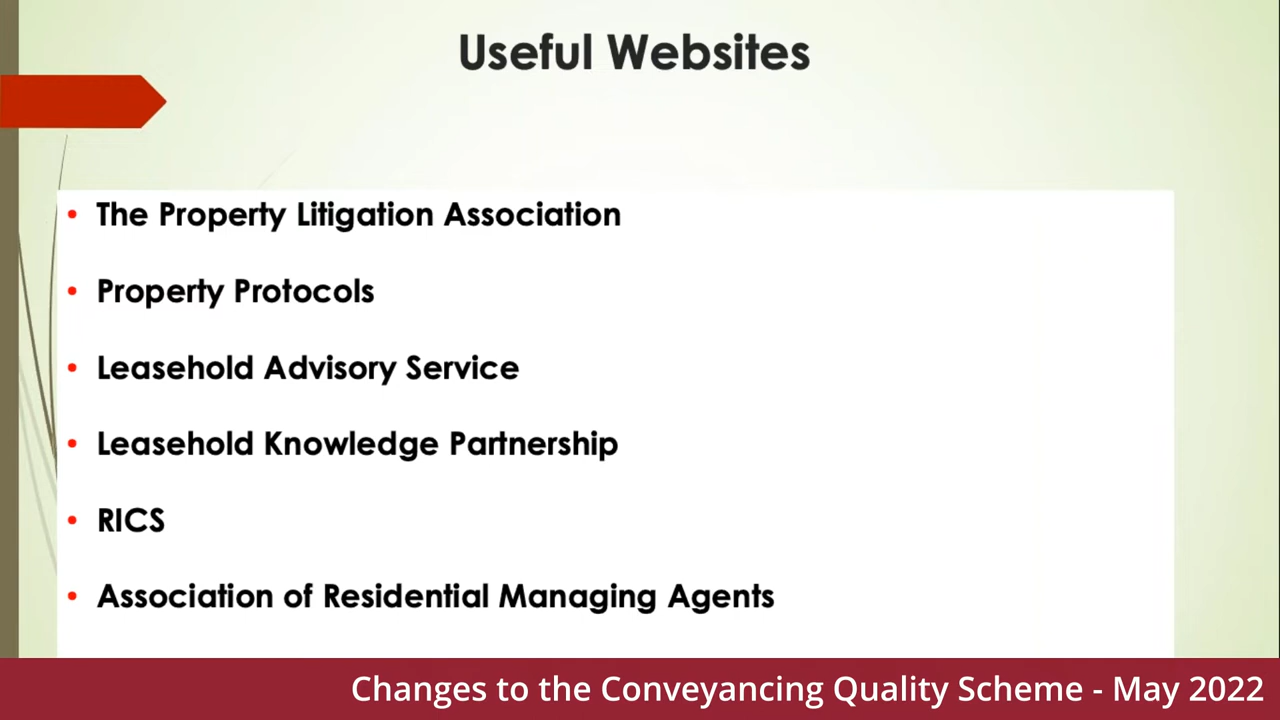 Useful Websites
• The Property Litigation Association
• Property Protocols
• Leasehold Advisory Service
• Leasehold Knowledge Partnership
• RICS
• Association of Residential Managing Agents
Changes to the Conveyancing Quality Scheme - May 2022